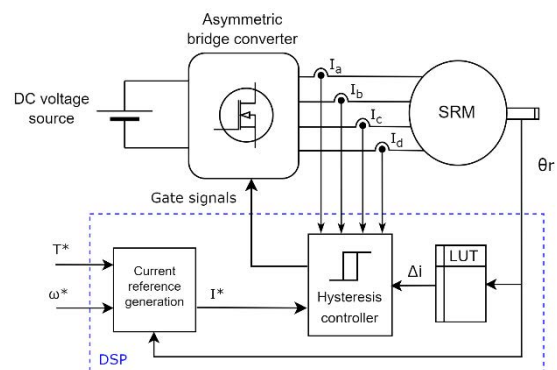 Asymmetric
bridge converter
DC voltage
source
Ia
Ib
Ic
Id
SRM
θr
Gate signals
T*
ω*
Current
reference
generation
I*
Hysteresis
controller
Δi
LUT
DSP